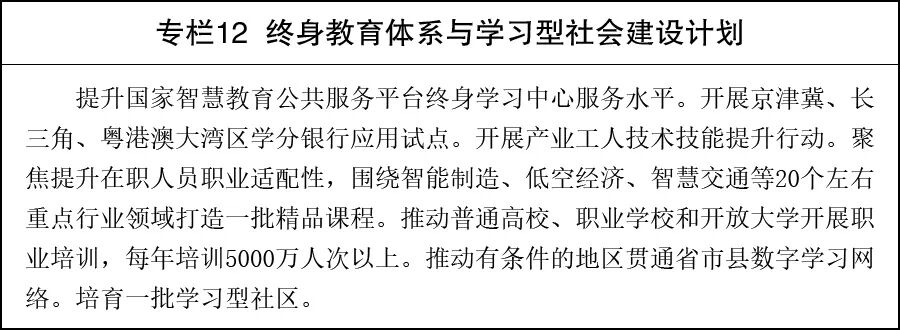 专栏12 终身教育体系与学习型社会建设计划
提升国家智慧教育公共服务平台终身学习中心服务水平。开展京津冀、长
三角、粤港澳大湾区学分银行应用试点。开展产业工人技术技能提升行动。聚
焦提升在职人员职业适配性，围绕智能制造、低空经济、智慧交通等20个左右
重点行业领域打造一批精品课程。推动普通高校、职业学校和开放大学开展职
业培训，每年培训5000万人次以上。推动有条件的地区贯通省市县数字学习网
络。培育一批学习型社区。